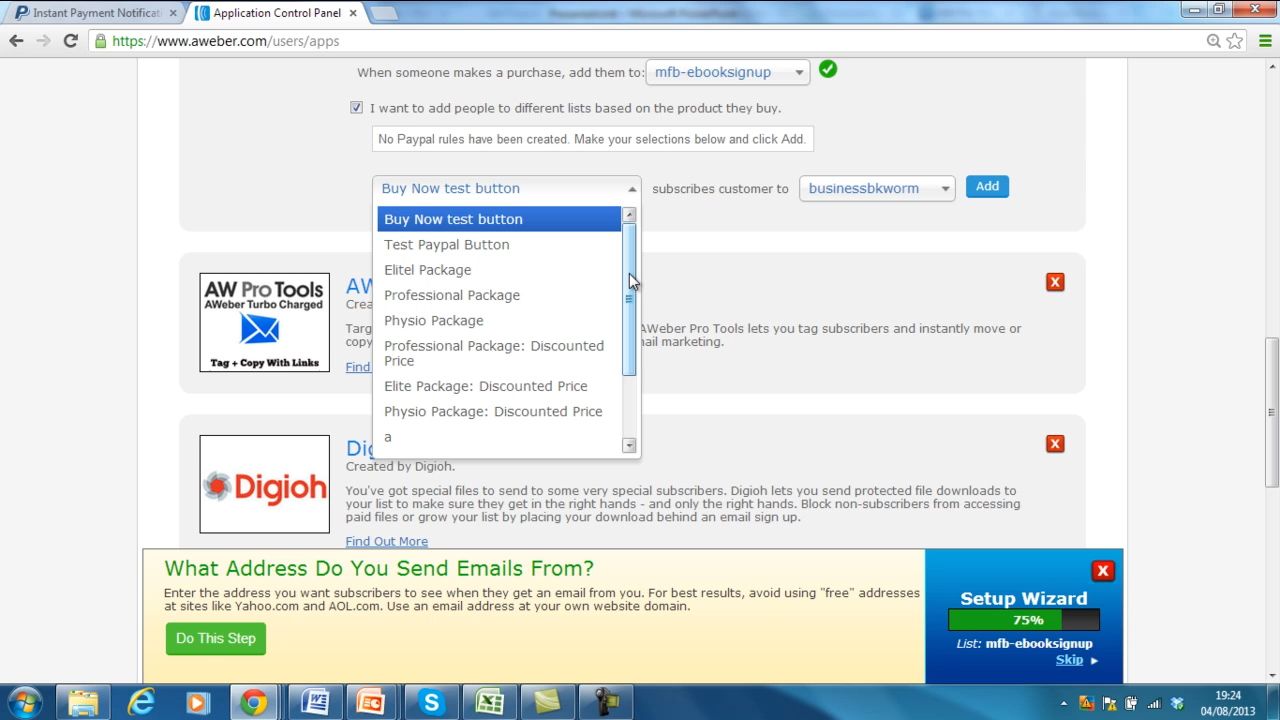 Instant Payment Notificat
Application Control Panel
https://www.aweber.com/users/apps
When someone makes a purchase, add them to: mfb-ebooksignup
I want to add people to different lists based on the product they buy.
No Paypal rules have been created. Make your selections below and click Add.
Buy Now test button subscribes customer to businessbkworm Add
Buy Now test button
Test Paypal Button
Elitel Package
Professional Package
Physio Package
Professional Package: Discounted
Price
Elite Package: Discounted Price
Physio Package: Discounted Price
a
AW Pro Tools
AWeber Turbo Charged
Tag + Copy With Links
AW
Crea
Targ AWeber Pro Tools lets you tag subscribers and instantly move or
copy ail marketing.
Find
Digioh
Dig
Created by Digioh.
You've got special files to send to some very special subscribers. Digioh lets you send protected file downloads to
your list to make sure they get in the right hands - and only the right hands. Block non-subscribers from accessing
paid files or grow your list by placing your download behind an email sign up.
Find Out More
What Address Do You Send Emails From?
Enter the address you want subscribers to see when they get an email from you. For best results, avoid using "free" addresses
at sites like Yahoo.com and AOL.com. Use an email address at your own website domain.
Do This Step
Setup Wizard
75%
List: mfb-ebooksignup
Skip
19:24
04/08/2013